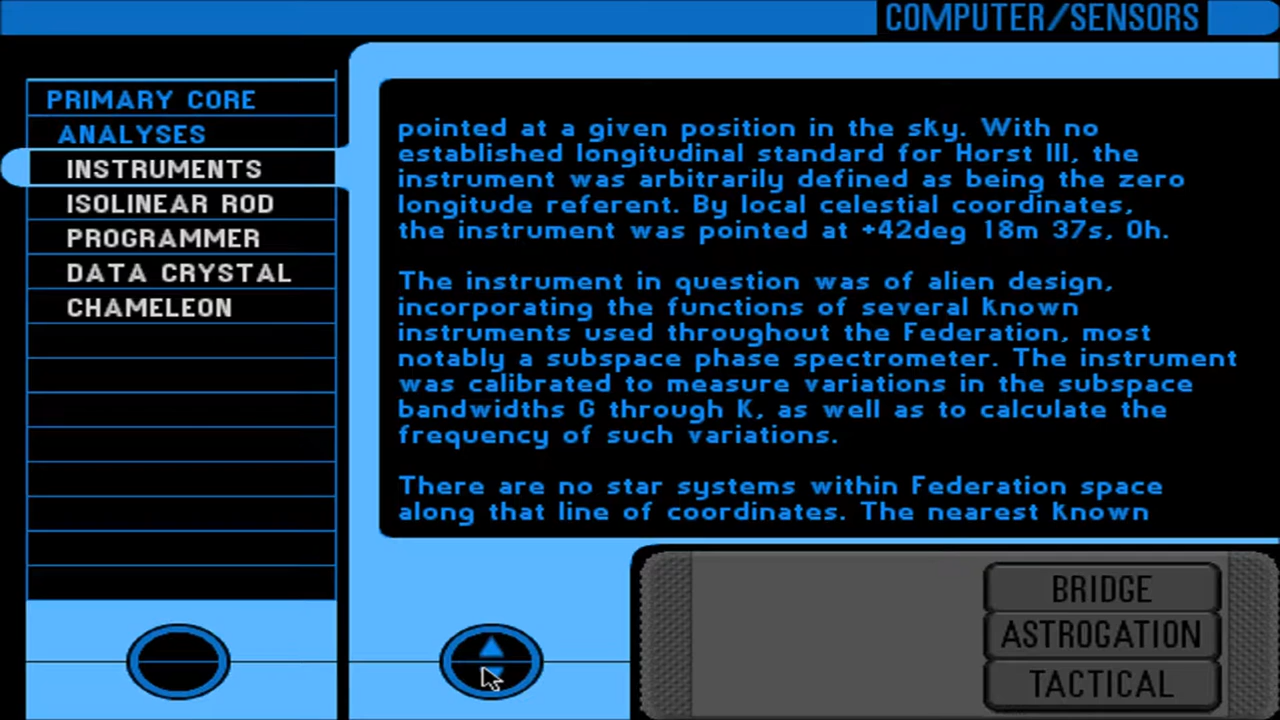 COMPUTER/SENSORS
PRIMARY CORE
ANALYSES
INSTRUMENTS
ISOLINEAR ROD
PROGRAMMER
DATA CRYSTAL
CHAMELEON
pointed at a given position in the sky. With no
established longitudinal standard for Horst III, the
instrument was arbitrarily defined as being the zero
longitude referent. By local celestial coordinates,
the instrument was pointed at +42deg 18m 37s, 0h.
The instrument in question was of alien design,
incorporating the functions of several known
instruments used throughout the Federation, most
notably a subspace phase spectrometer. The instrument
was calibrated to measure variations in the subspace
bandwidths G through K, as well as to calculate the
frequency of such variations.
There are no star systems within Federation space
along that line of coordinates. The nearest known
BRIDGE
ASTROGATION
TACTICAL